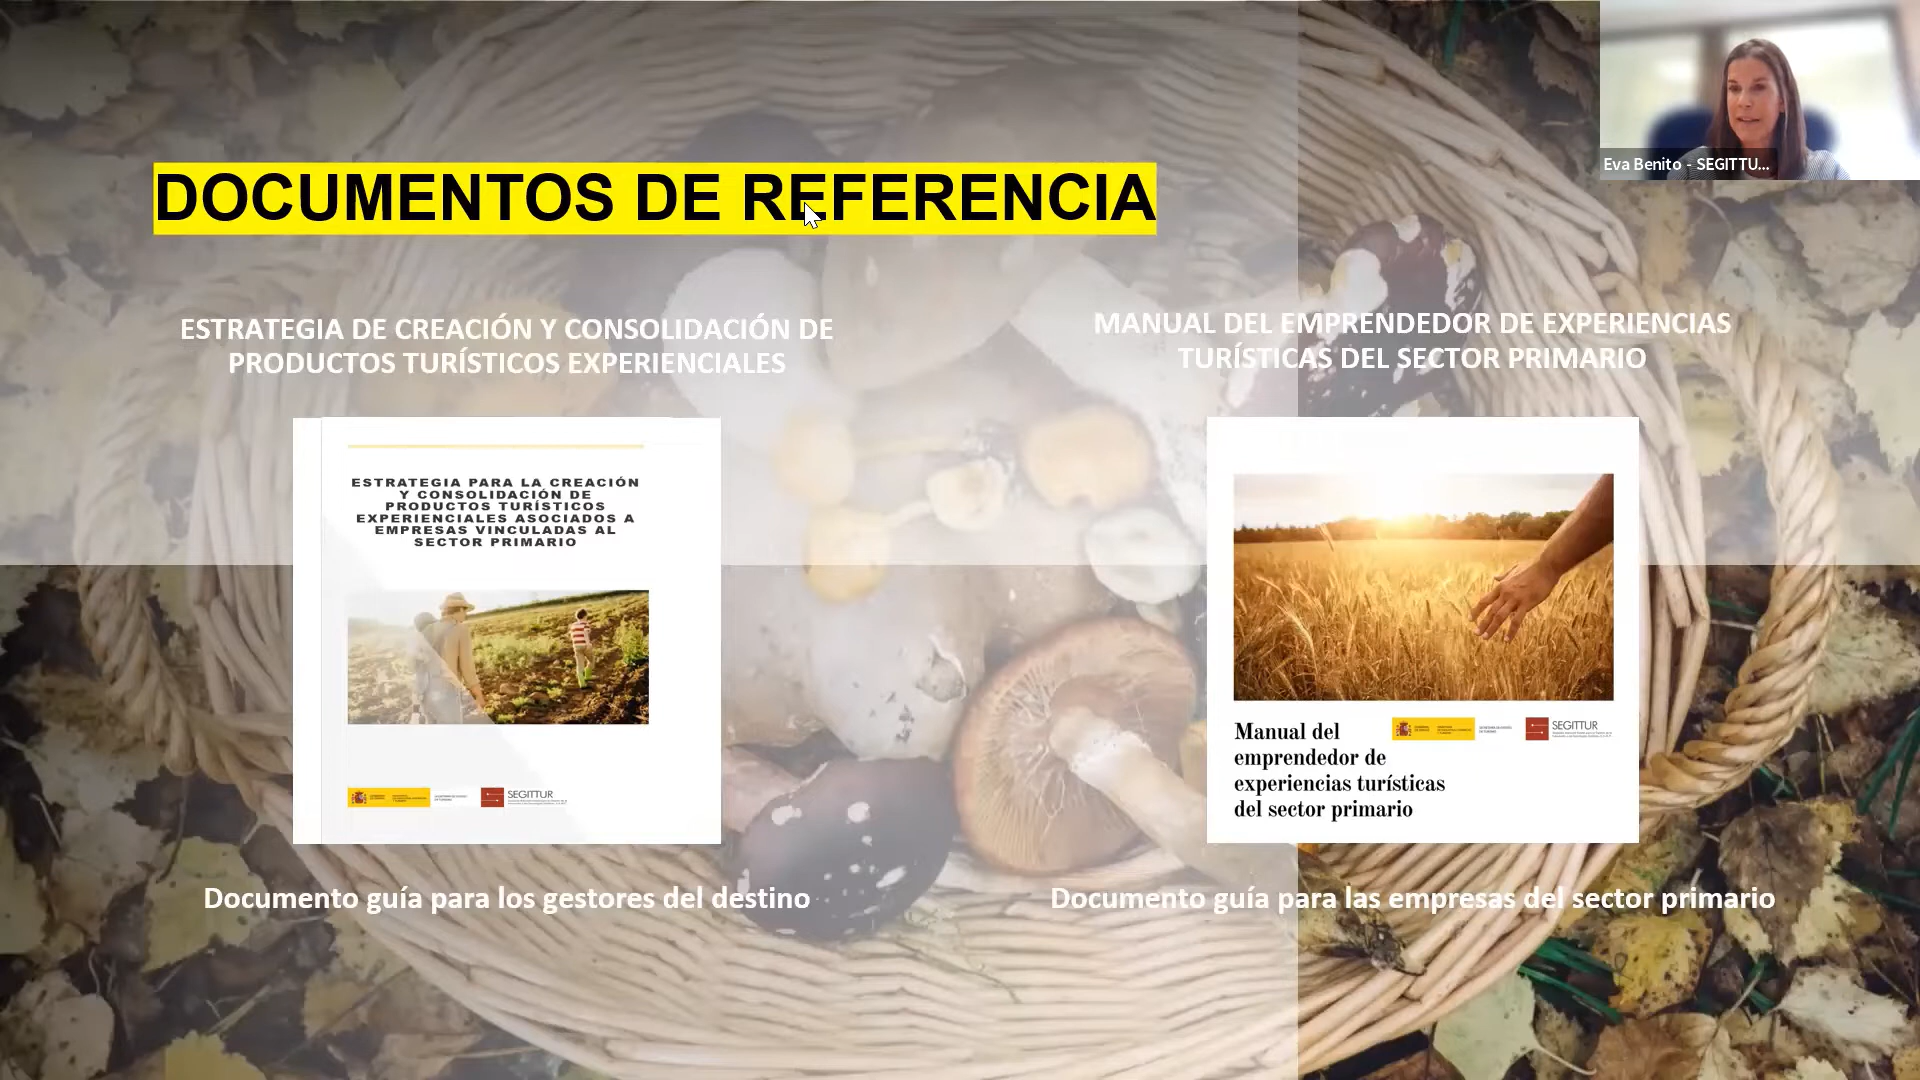 Eva Benito - SEGITTU...
DOCUMENTOS DE REFERENCIA
ESTRATEGIA DE CREACIÓN Y CONSOLIDACIÓN DE
PRODUCTOS TURÍSTICOS EXPERIENCIALES
ESTRATEGIA PARA LA CREACIÓN
Y CONSOLIDACIÓN DE
PRODUCTOS TURÍSTICOS
EXPERIENCIALES ASOCIADOS A
EMPRESAS VINCULADAS AL
SECTOR PRIMARIO
SEGITTUR
Documento guía para los gestores del destino
MANUAL DEL EMPRENDEDOR DE EXPERIENCIAS
TURÍSTICAS DEL SECTOR PRIMARIO
SEGITTUR
Manual del
emprendedor de
experiencias turísticas
del sector primario
Documento guía para las empresas del sector primario